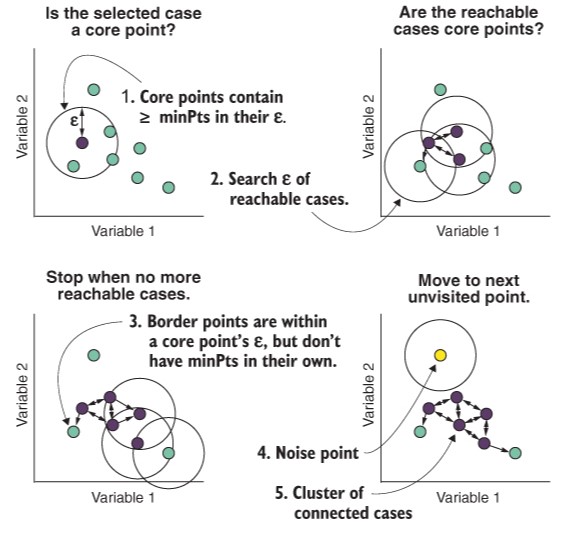 Is the selected case
a core point?
Variable 2
ε
1. Core points contain
≥ minPts in their ε.
Variable 1
Are the reachable
cases core points?
Variable 2
2. Search ε of
reachable cases.
Variable 1
Stop when no more
reachable cases.
Variable 2
3. Border points are within
a core point's ε, but don't
have minPts in their own.
Variable 1
Move to next
unvisited point.
Variable 2
4. Noise point
5. Cluster of
connected cases
Variable 1